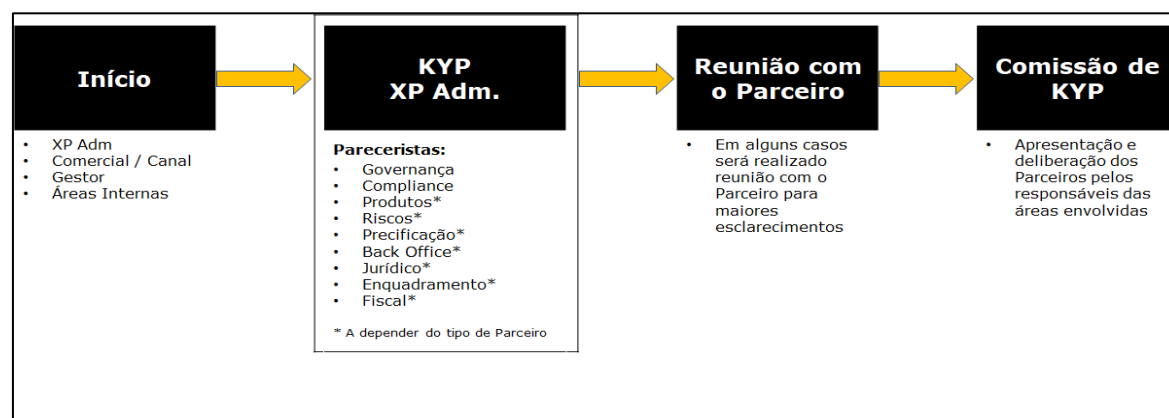 Início
• XP Adm
• Comercial / Canal
• Gestor
• Áreas Internas
KYP
XP Adm.
Pareceristas:
• Governança
• Compliance
• Produtos*
• Riscos*
• Precificação*
• Back Office*
• Jurídico*
• Enquadramento*
• Fiscal*
* A depender do tipo de Parceiro
Reunião com
o Parceiro
• Em alguns casos
será realizado
reunião com o
Parceiro para
maiores
esclarecimentos
Comissão de
KYP
• Apresentação e
deliberação dos
Parceiros pelos
responsáveis das
áreas envolvidas